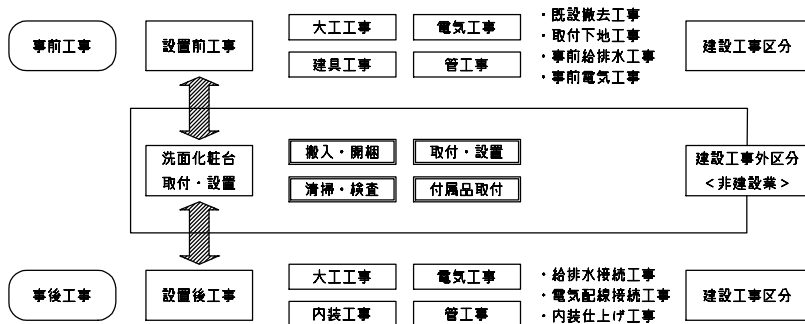 事前工事
設置前工事
大工工事
電気工事
建具工事
管工事
・既設撤去工事
・取付下地工事
・事前給排水工事
・事前電気工事
建設工事区分
洗面化粧台
取付・設置
搬入・開梱
取付・設置
清掃・検査
付属品取付
建設工事外区分
<非建設業>
事後工事
設置後工事
大工工事
電気工事
内装工事
管工事
・給排水接続工事
・電気配線接続工事
・内装仕上げ工事
建設工事区分